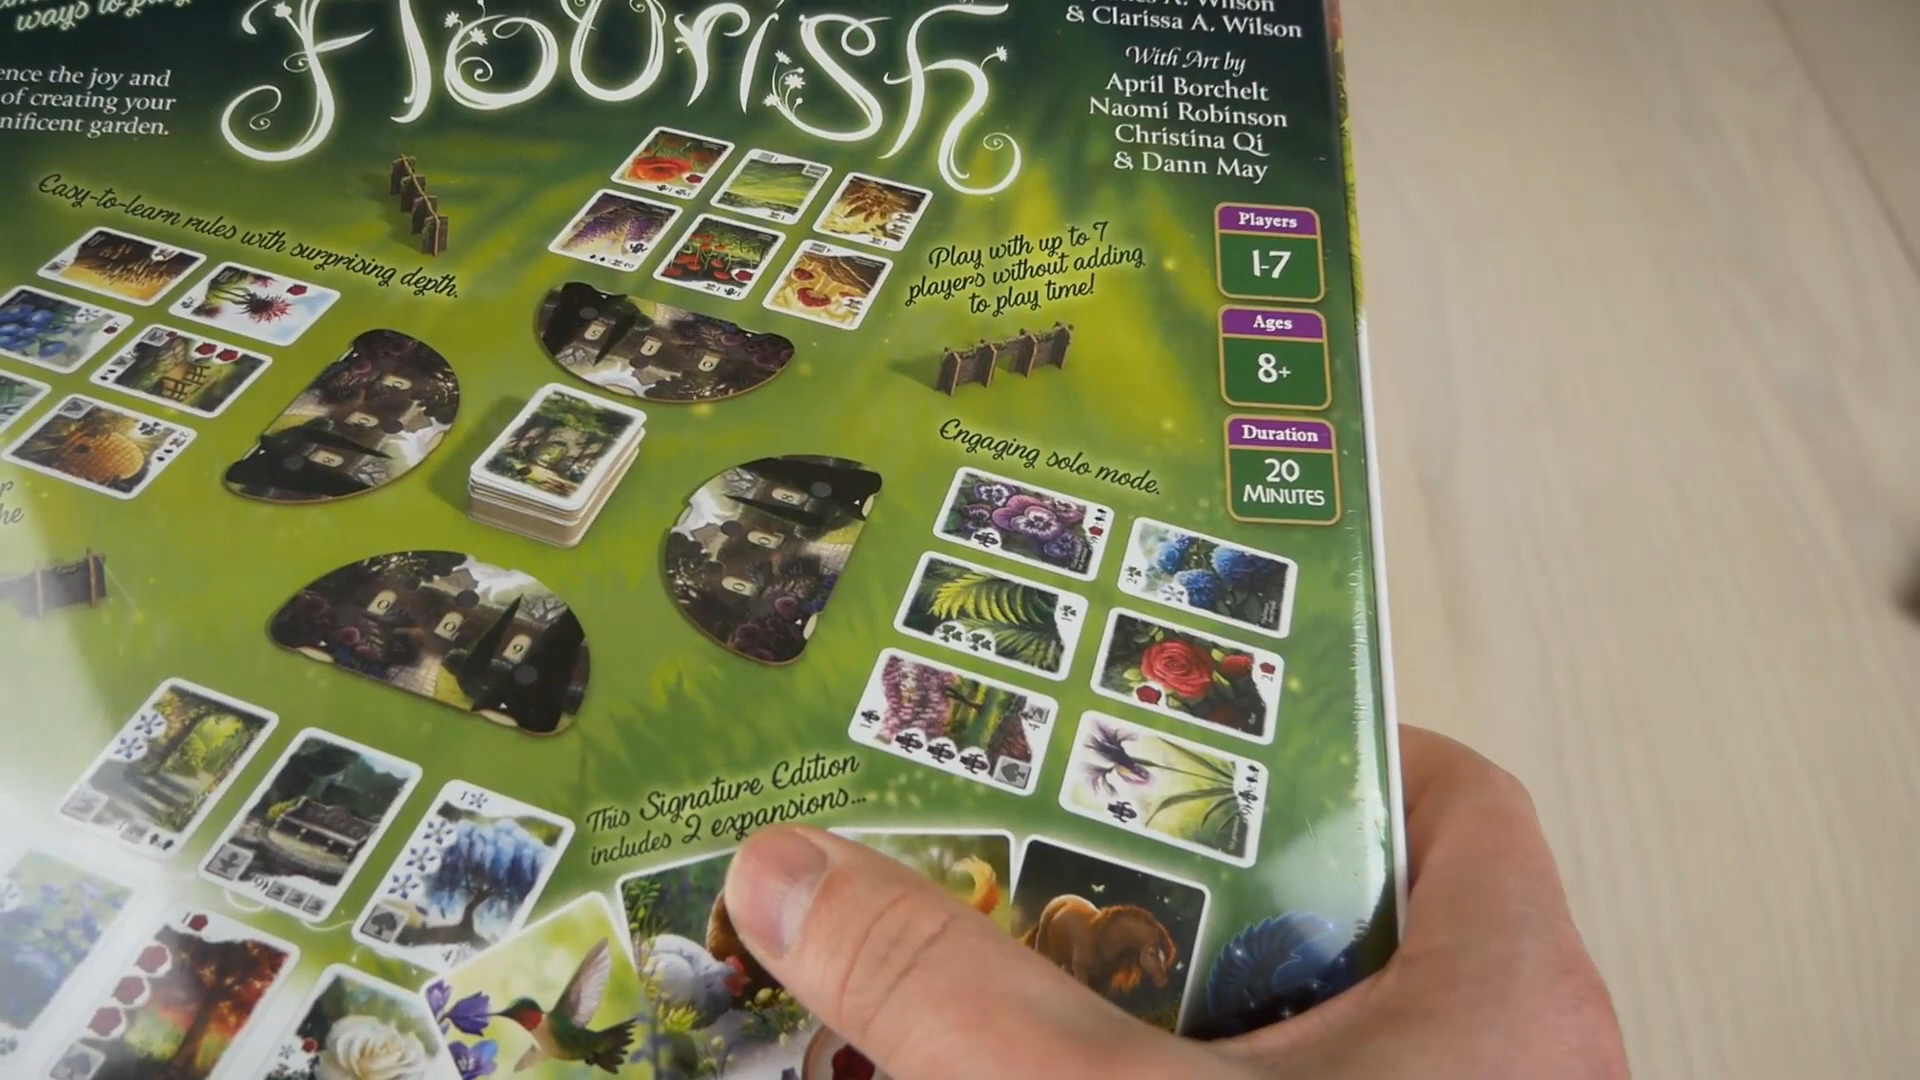 ways to play
Flourish
Wilson
& Clarissa A. Wilson
With Art by
April Borchelt
Naomi Robinson
Christina Qi
& Dann May
ence the joy and
of creating your
nificent garden.
Easy-to-learn rules with surprising depth.
Play with up to 7
players without adding
to play time!
Players
1-7
Ages
8+
Duration
20
MINUTES
Engaging solo mode.
he
This Signature Edition
includes 2 expansions...